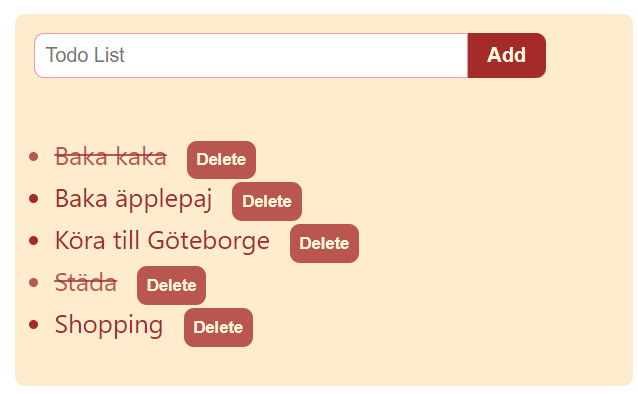 Todo List Add
Baka kaka Delete
Baka äpplepaj Delete
Köra till Göteborge Delete
Städa Delete
Shopping Delete